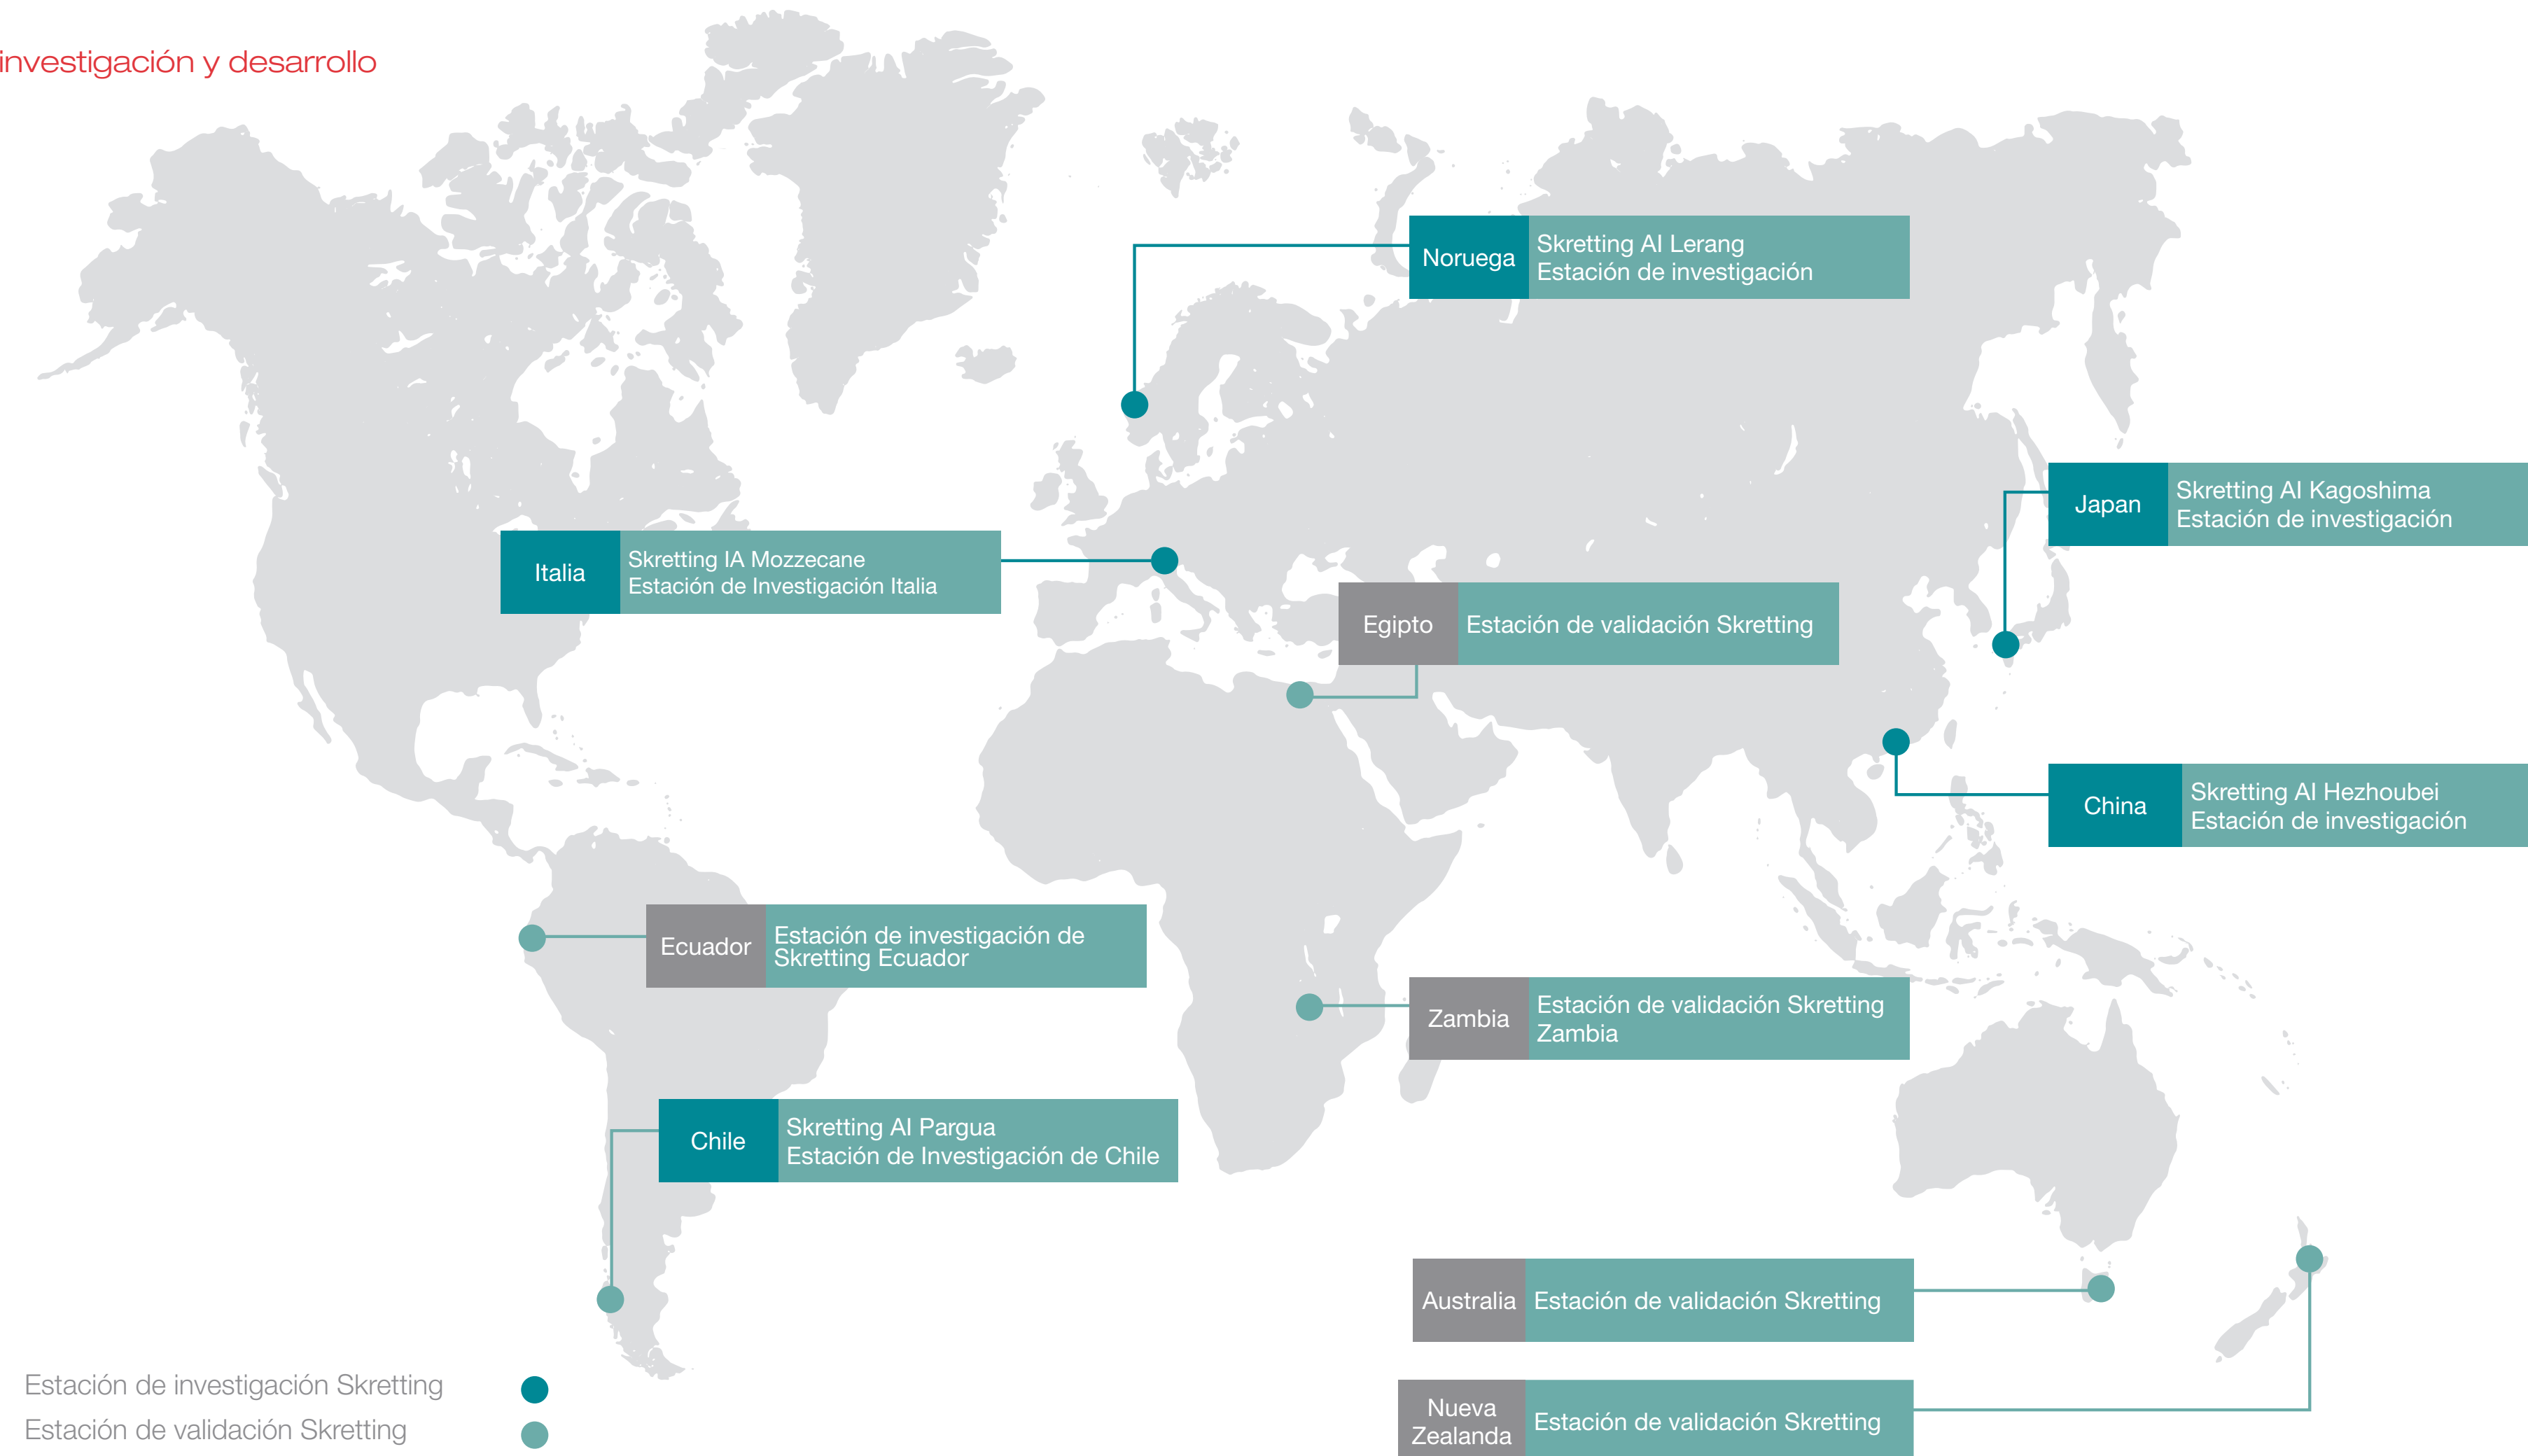 investigación y desarrollo
Noruega
Skretting AI Lerang
Estación de investigación
Japan
Skretting AI Kagoshima
Estación de investigación
Italia
Skretting IA Mozzecane
Estación de Investigación Italia
Egipto
Estación de validación Skretting
China
Skretting AI Hezhoubei
Estación de investigación
Ecuador
Estación de investigación de
Skretting Ecuador
Zambia
Estación de validación Skretting
Zambia
Chile
Skretting AI Pargua
Estación de Investigación de Chile
Australia
Estación de validación Skretting
Nueva
Zealanda
Estación de validación Skretting
Estación de investigación Skretting
Estación de validación Skretting